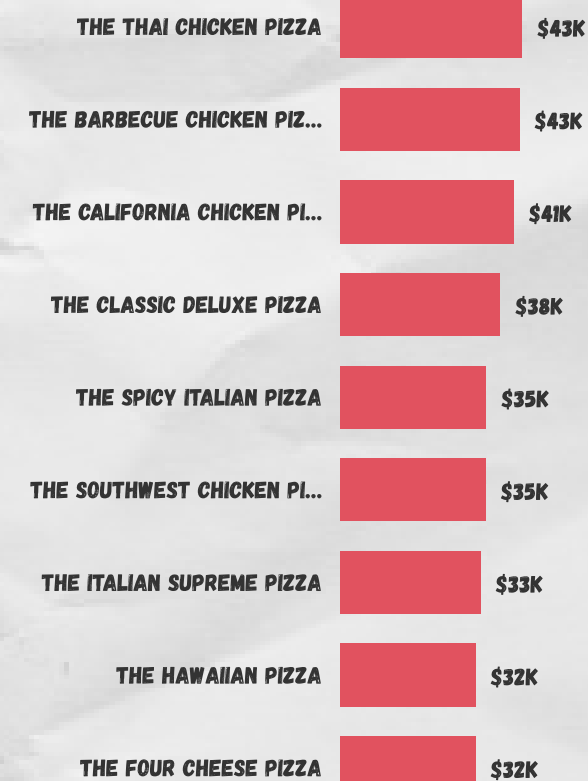 THE THAI CHICKEN PIZZA $43K
THE BARBECUE CHICKEN PIZ... $43K
THE CALIFORNIA CHICKEN PI... $41K
THE CLASSIC DELUXE PIZZA $38K
THE SPICY ITALIAN PIZZA $35K
THE SOUTHWEST CHICKEN PI... $35K
THE ITALIAN SUPREME PIZZA $33K
THE HAWAIIAN PIZZA $32K
THE FOUR CHEESE PIZZA $32K